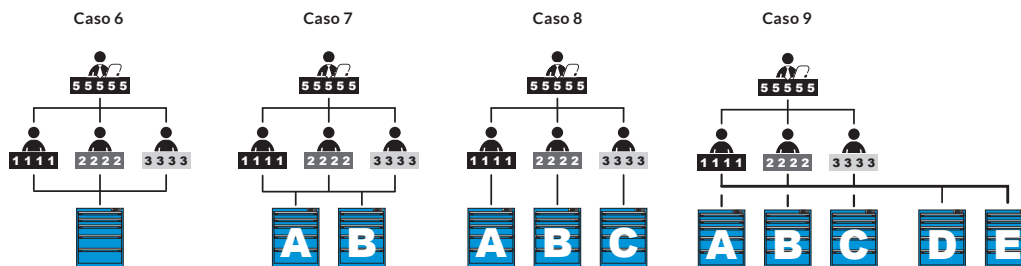 Caso 6 Caso 7 Caso 8 Caso 9
55555 55555 55555 55555
1111 2222 3333 1111 2222 3333 1111 2222 3333 1111 2222 3333
A B A B C A B C D E